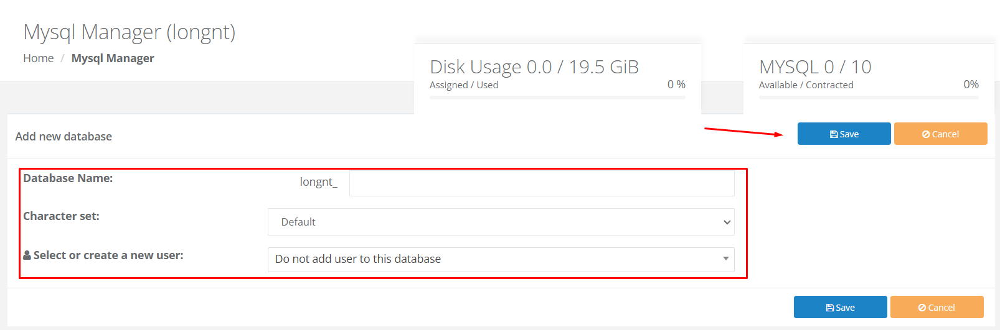 Mysql Manager (longnt)
Home / Mysql Manager
Disk Usage 0.0 / 19.5 GiB
Assigned / Used 0 %
MYSQL 0 / 10
Available / Contracted 0%
Add new database
Save Cancel
Database Name: longnt_
Character set: Default
Select or create a new user: Do not add user to this database
Save Cancel